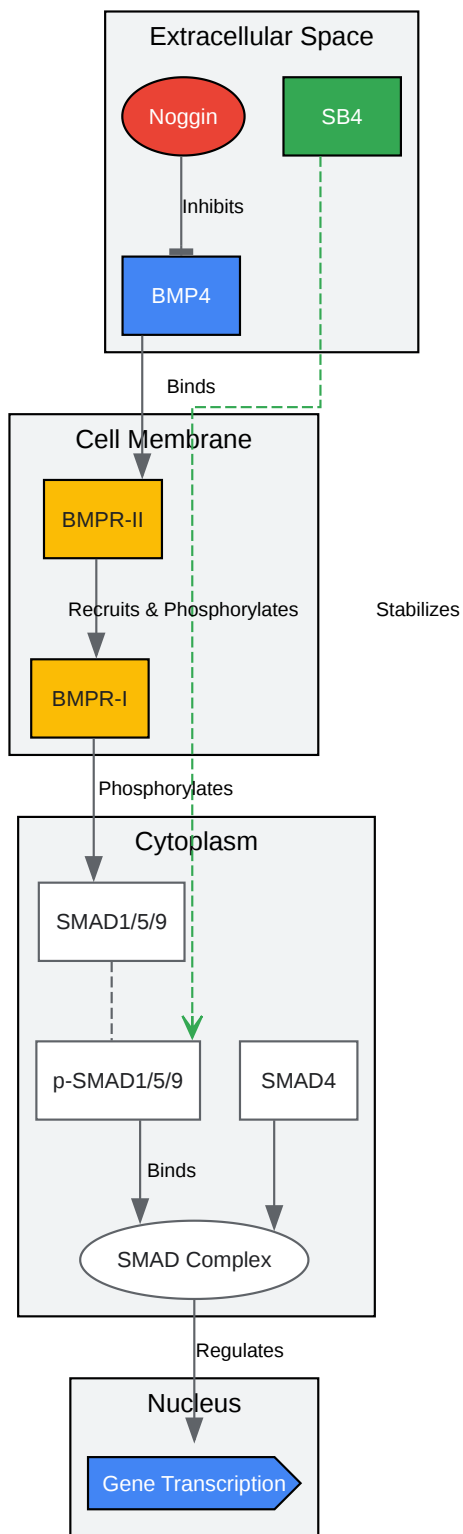 Extracellular Space
Noggin
SB4
Inhibits
BMP4
Binds
Cell Membrane
BMPR-II
Recruits & Phosphorylates
Stabilizes
BMPR-I
Phosphorylates
Cytoplasm
SMAD1/5/9
p-SMAD1/5/9
SMAD4
Binds
SMAD Complex
Regulates
Nucleus
Gene Transcription